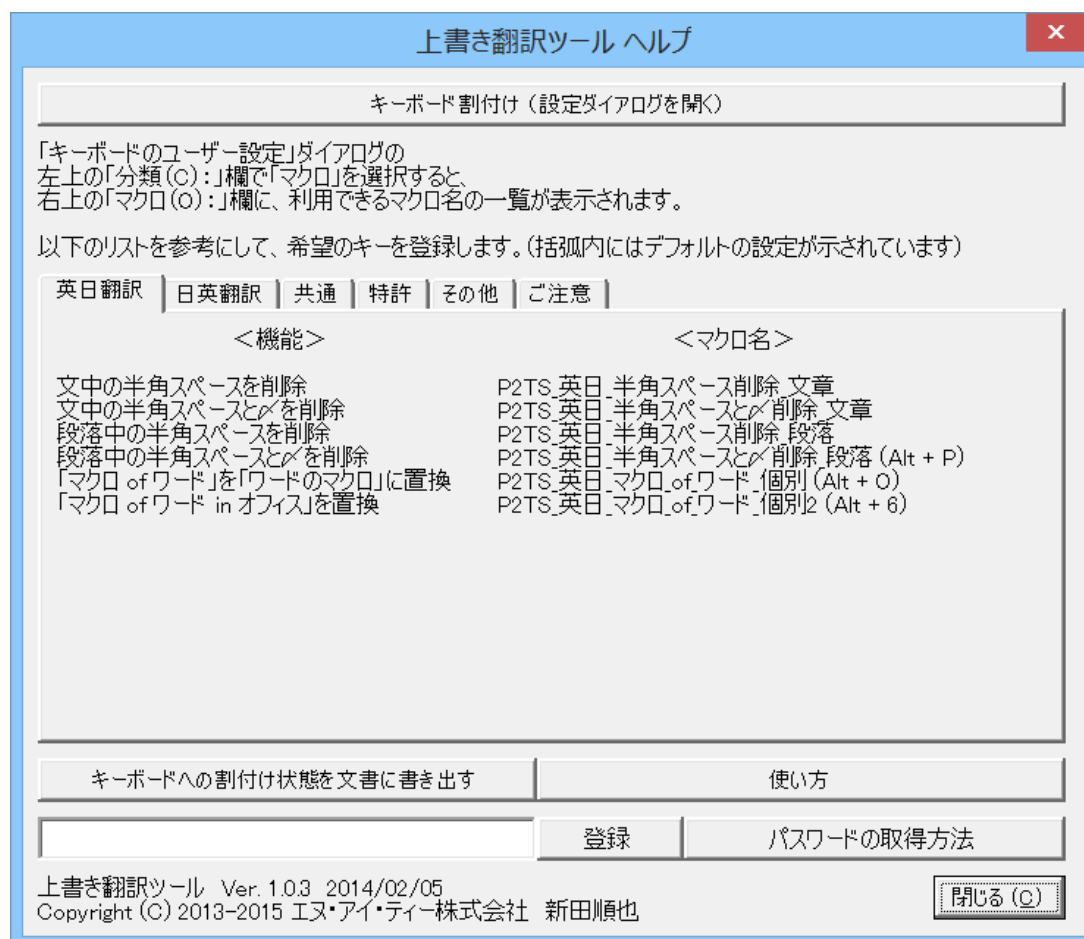 上書き翻訳ツール ヘルプ
×
キーボード割付け（設定ダイアログを開く）
「キーボードのユーザー設定」ダイアログの
左上の「分類(C)：」欄で「マクロ」を選択すると、
右上の「マクロ(O)：」欄に、利用できるマクロ名の一覧が表示されます。
以下のリストを参考にして、希望のキーを登録します。（括弧内にはデフォルトの設定が示されています）
英日翻訳 日英翻訳 共通 特許 その他 ご注意
＜機能＞ ＜マクロ名＞
文中の半角スペースを削除 P2TS_英日_半角スペース削除_文章
文中の半角スペースと〆を削除 P2TS_英日_半角スペースと〆削除_文章
段落中の半角スペースを削除 P2TS_英日_半角スペース削除_段落
段落中の半角スペースと〆を削除 P2TS_英日_半角スペースと〆削除_段落 (Alt + P)
「マクロ of ワード」を「ワードのマクロ」に置換 P2TS_英日_マクロ_of_ワード_個別 (Alt + O)
「マクロ of ワード in オフィス」を置換 P2TS_英日_マクロ_of_ワード_個別2 (Alt + 6)
キーボードへの割付け状態を文書に書き出す 使い方
登録 パスワードの取得方法
上書き翻訳ツール Ver. 1.0.3 2014/02/05
Copyright (C) 2013-2015 エヌ・アイ・ティー株式会社 新田順也
閉じる (C)